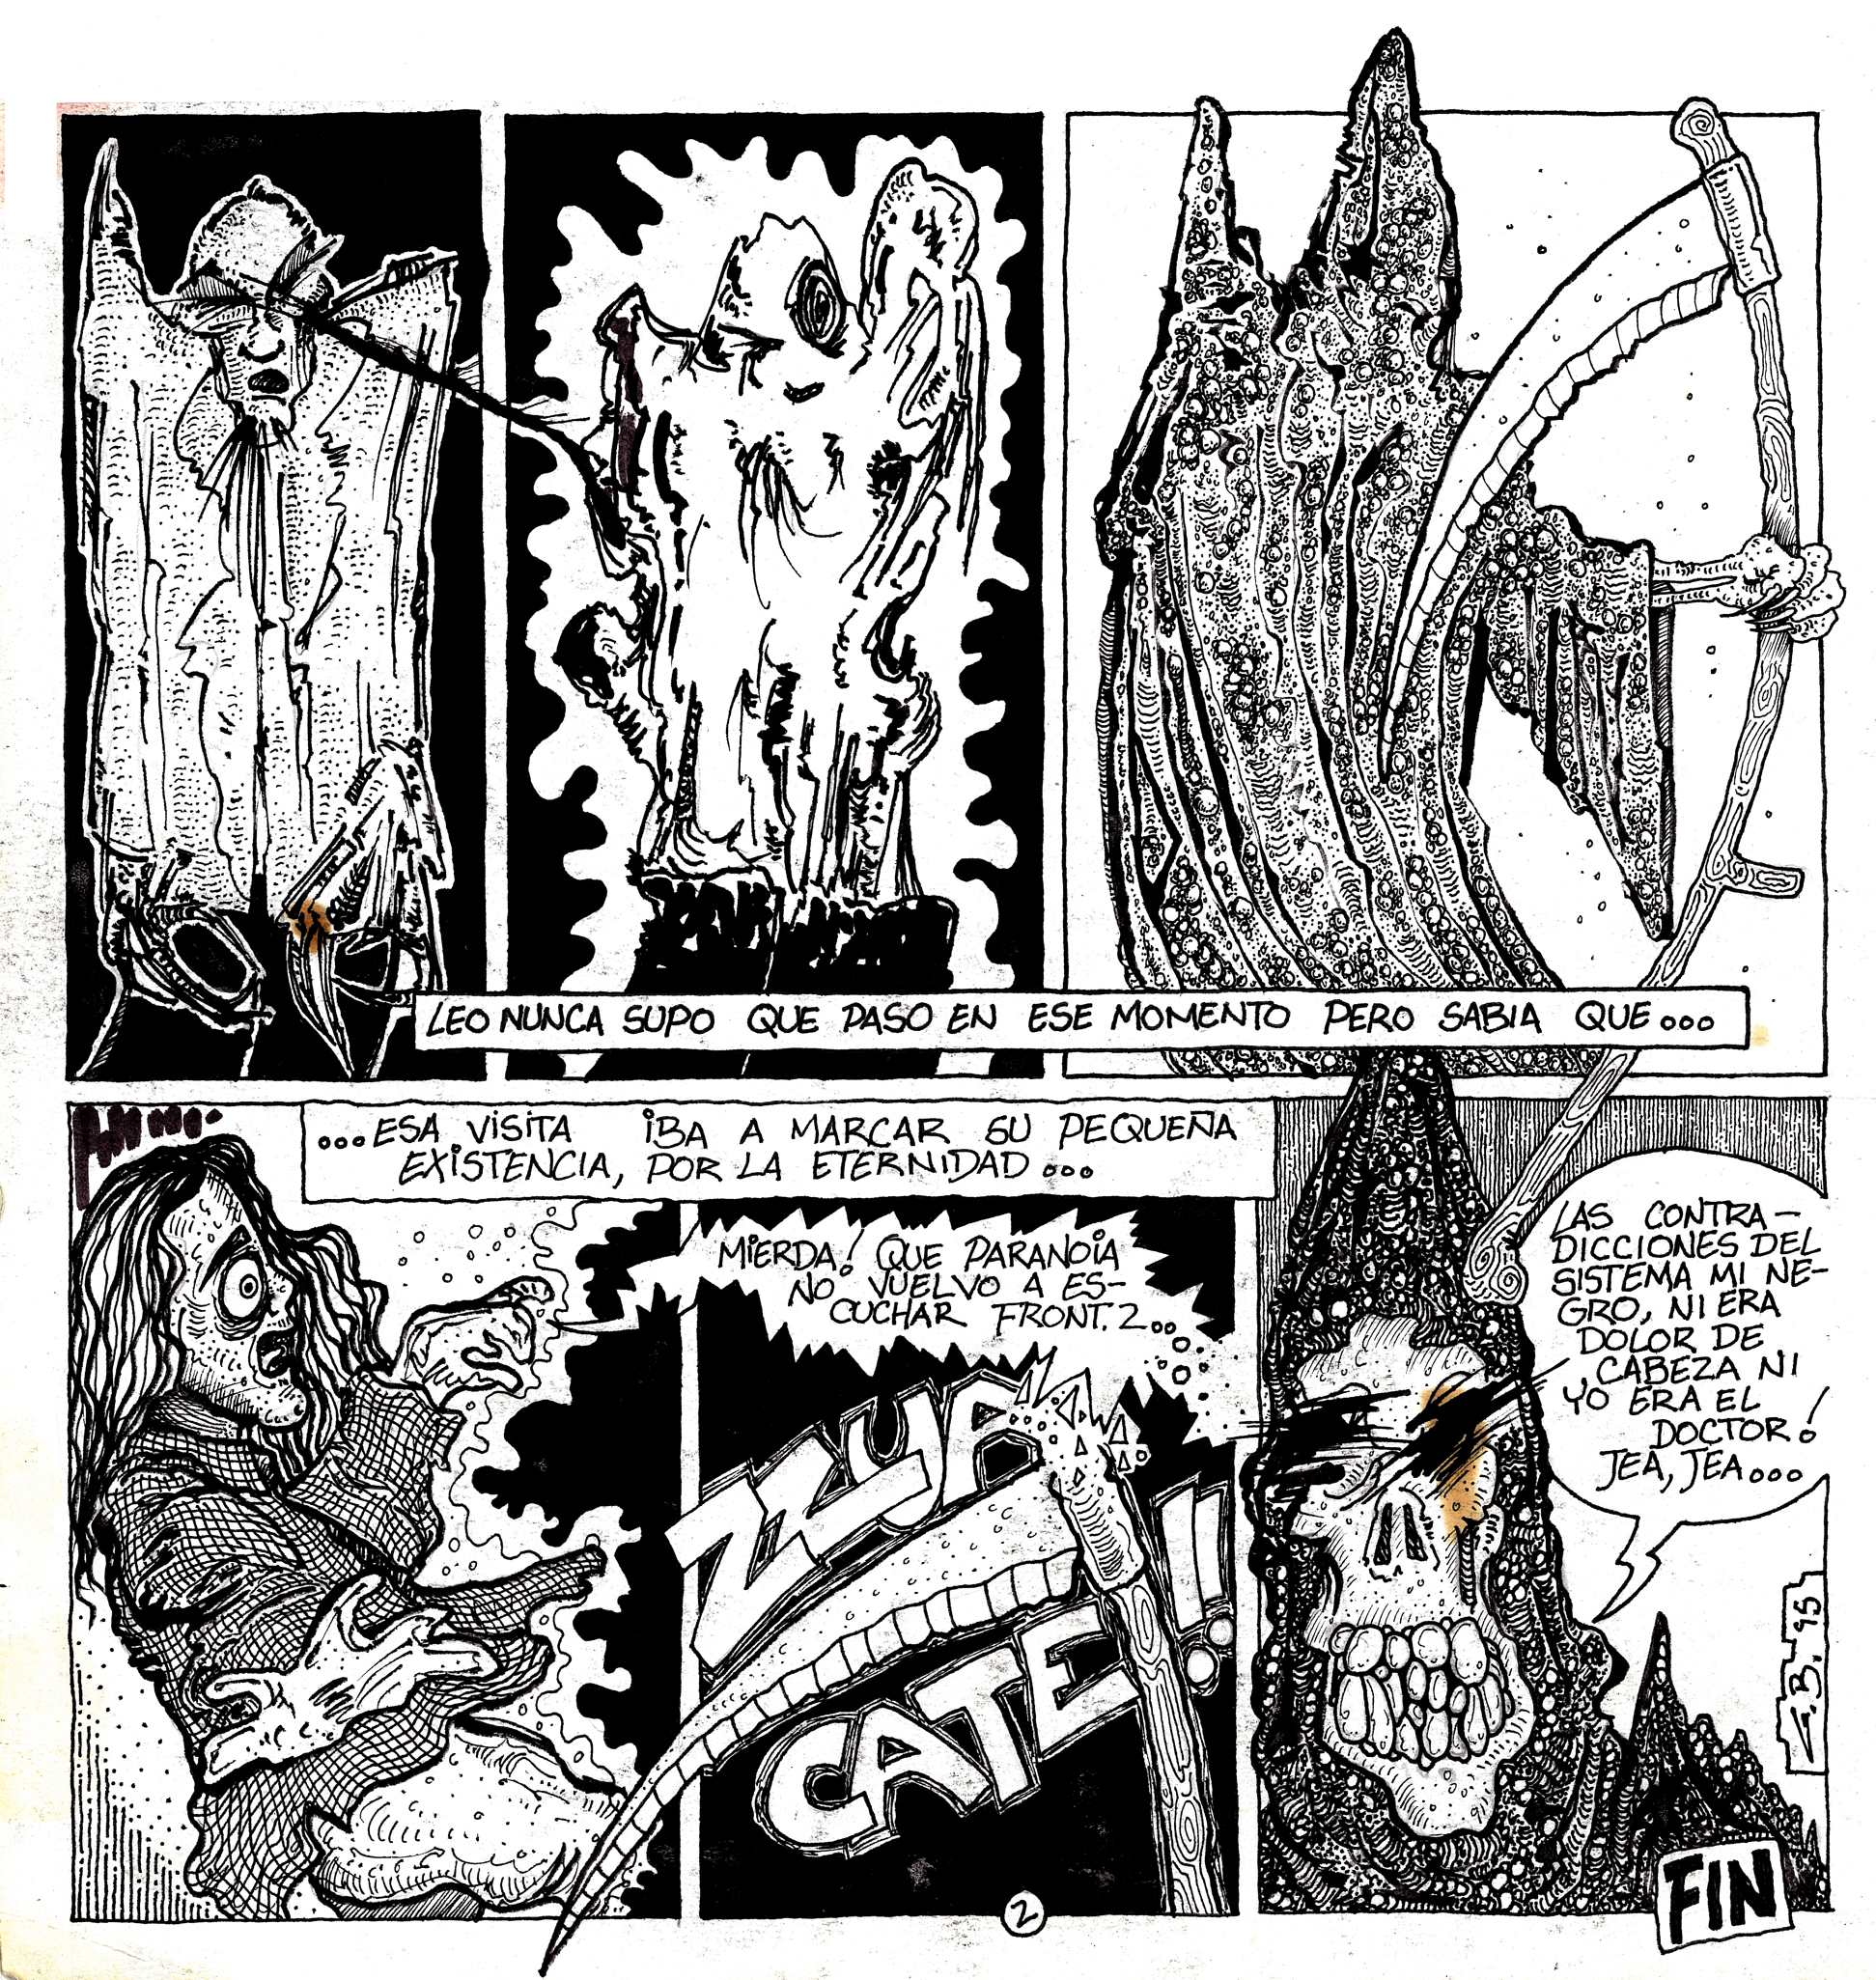 LEO NUNCA SUPO QUE PASO EN ESE MOMENTO PERO SABIA QUE...
...ESA VISITA IBA A MARCAR SU PEQUEÑA
EXISTENCIA, POR LA ETERNIDAD...
MIERDA! QUE PARANOIA
NO VUELVO A ES-
CUCHAR FRONT. 2..
ZZUA
CATE!!
LAS CONTRA-
DICCIONES DEL
SISTEMA MI NE-
GRO, NI ERA
DOLOR DE
CABEZA NI
YO ERA EL
DOCTOR!
JEA, JEA...
95
FIN
2